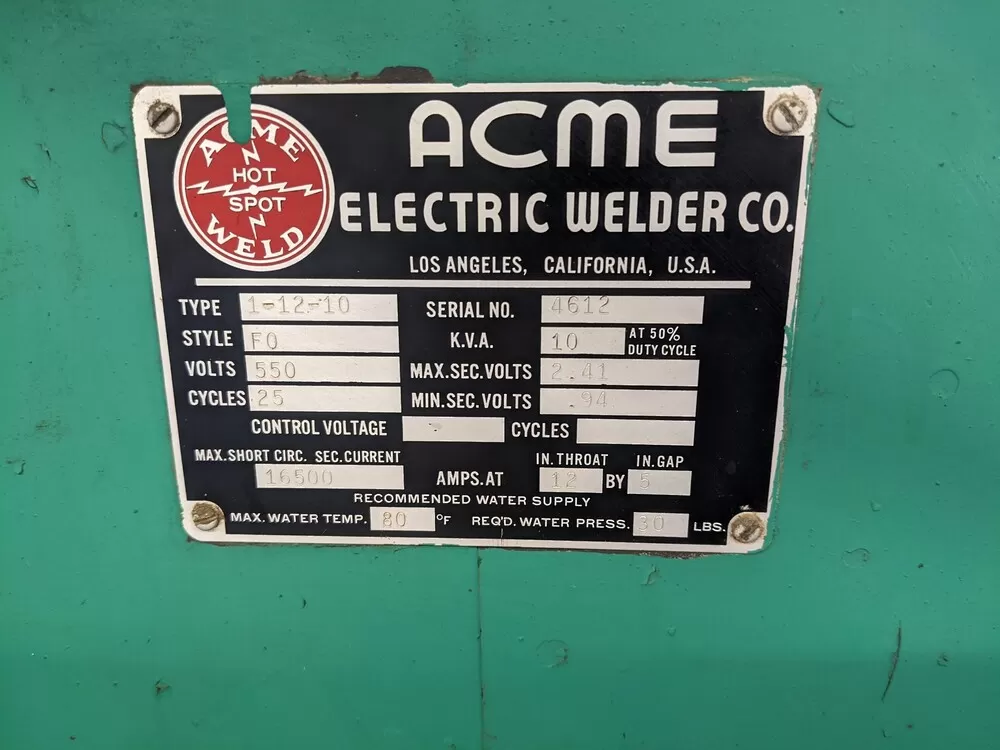 ACME
HOT
SPOT
WELD
ACME
ELECTRIC WELDER CO.
LOS ANGELES, CALIFORNIA, U.S.A.
TYPE 1-12-10 SERIAL NO. 4612
STYLE FO K.V.A. 10 AT 50% DUTY CYCLE
VOLTS 550 MAX.SEC.VOLTS 2.41
CYCLES 25 MIN.SEC.VOLTS .94
CONTROL VOLTAGE CYCLES
MAX.SHORT CIRC. SEC.CURRENT IN.THROAT IN.GAP
16500 AMPS.AT 12 BY 5
RECOMMENDED WATER SUPPLY
MAX. WATER TEMP. 80 °F REQ'D. WATER PRESS. 30 LBS.